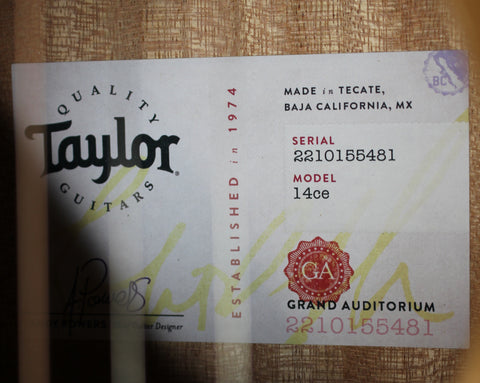 QUALITY
Taylor
GUITARS
ESTABLISHED in 1974
MADE in TECATE,
BAJA CALIFORNIA, MX
BC
SERIAL
2210155481
MODEL
14ce
GA
GRAND AUDITORIUM
2210155481
POWERS
Guitar Designer